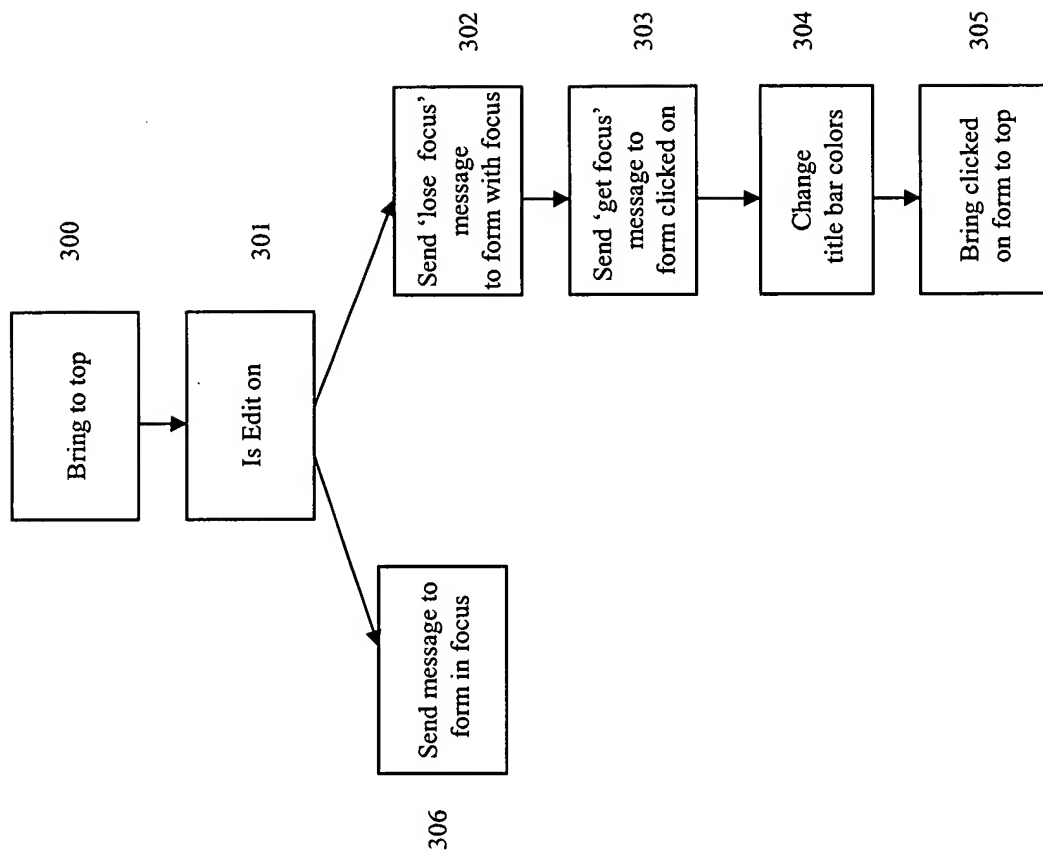 300
Bring to top
301
Is Edit on
302
Send ‘lose focus’
message
to form with focus
303
Send ‘get focus’
message to
form clicked on
304
Change
title bar colors
305
Bring clicked
on form to top
306
Send message to
form in focus